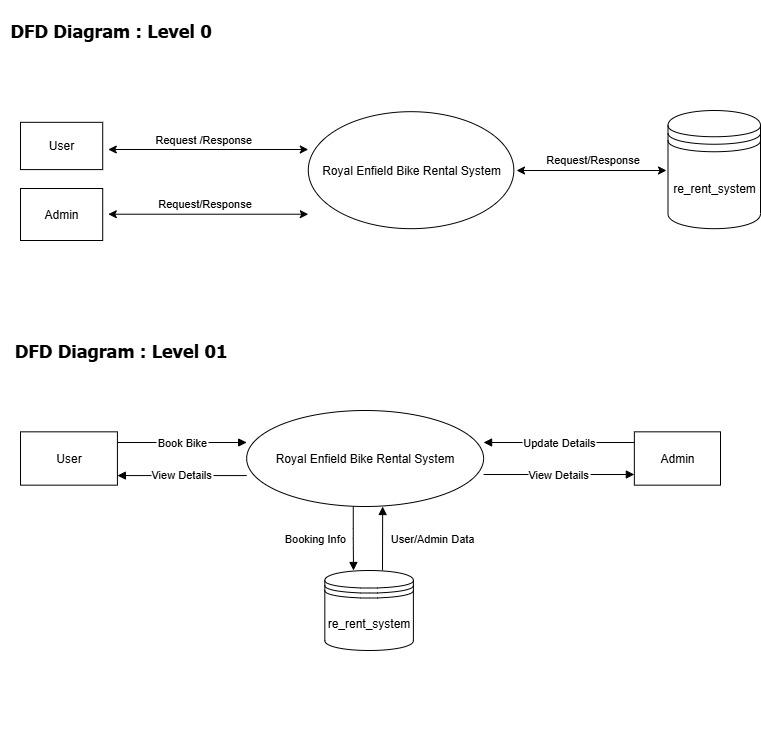 DFD Diagram : Level 0
User
Request /Response
Royal Enfield Bike Rental System
Request/Response
re_rent_system
Admin
Request/Response
DFD Diagram : Level 01
User
Book Bike
View Details
Royal Enfield Bike Rental System
Update Details
View Details
Admin
Booking Info
User/Admin Data
re_rent_system